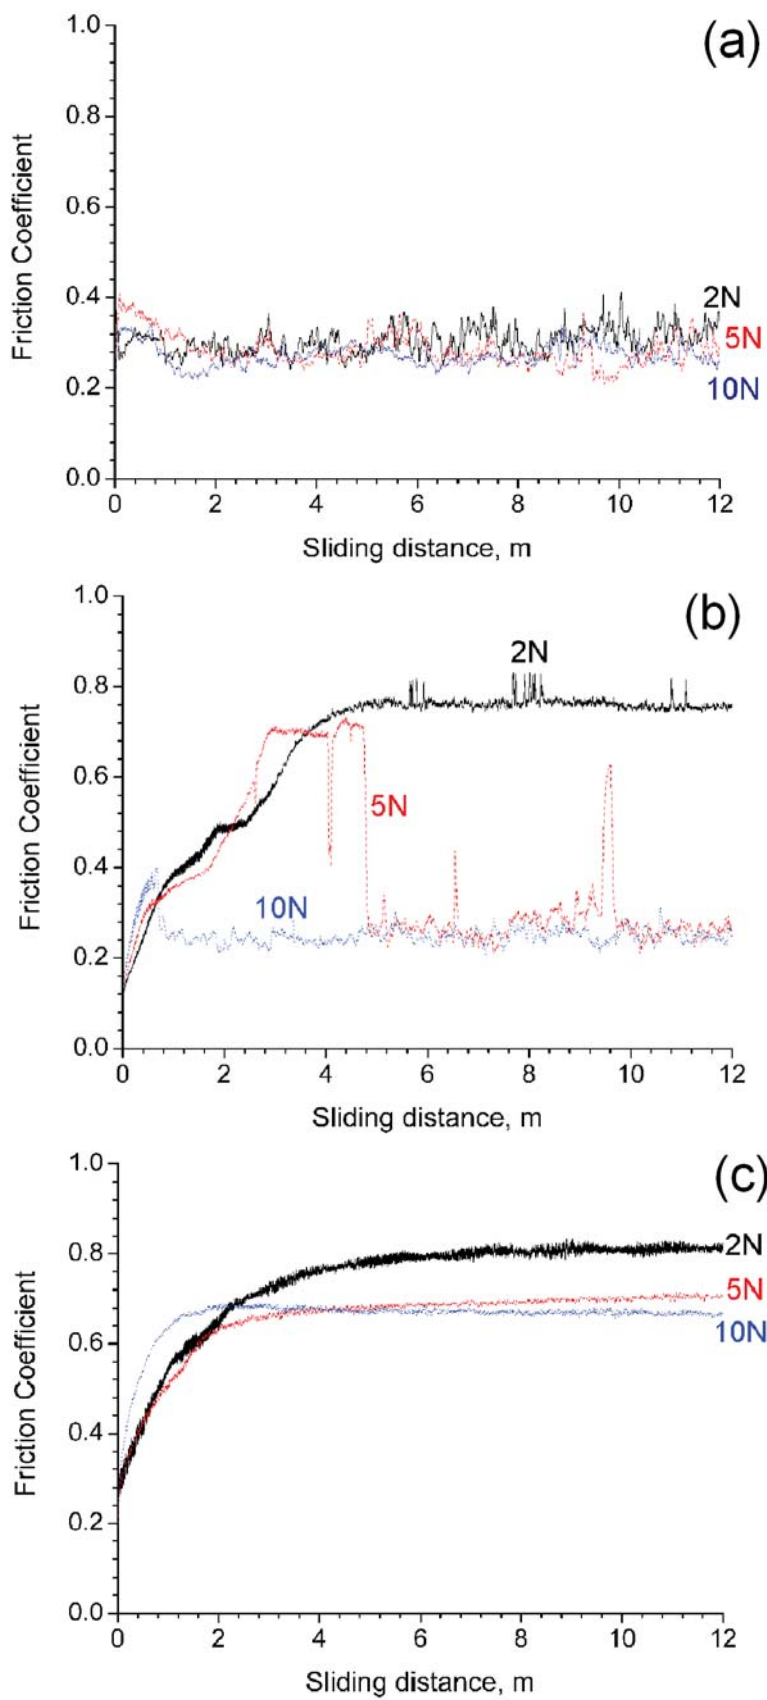 (a)
1.0
0.8
0.6
0.4
0.2
0.0
Friction Coefficient
2N
5N
10N
0 2 4 6 8 10 12
Sliding distance, m
(b)
1.0
0.8
0.6
0.4
0.2
0.0
Friction Coefficient
2N
5N
10N
0 2 4 6 8 10 12
Sliding distance, m
(c)
1.0
0.8
0.6
0.4
0.2
0.0
Friction Coefficient
2N
5N
10N
0 2 4 6 8 10 12
Sliding distance, m